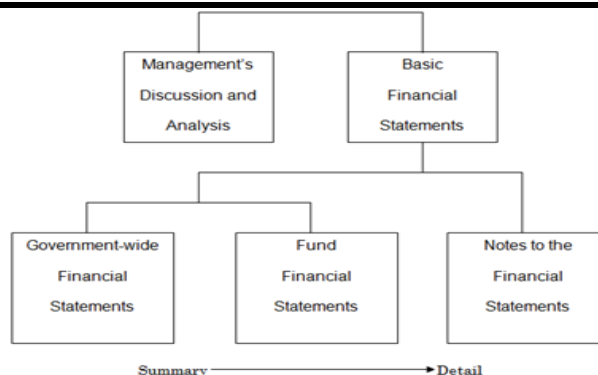 Management's
Discussion and
Analysis
Basic
Financial
Statements
Government-wide
Financial
Statements
Fund
Financial
Statements
Notes to the
Financial
Statements
Summary
Detail